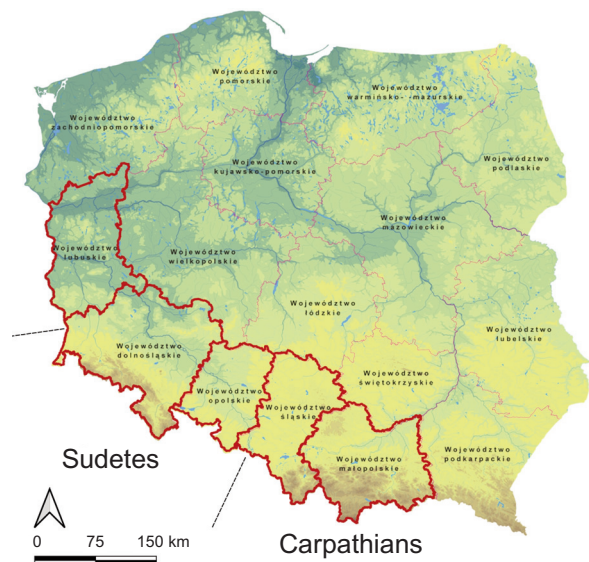 Województwo
pomorskie
Województwo
warmińsko- -mazurskie
Województwo
zachodniopomorskie
Województwo
kujawsko-pomorskie
Województwo
podlaskie
Województwo
mazowieckie
Województwo
lubuskie
Województwo
wielkopolskie
Województwo
łódzkie
Województwo
lubelskie
Województwo
dolnośląskie
Województwo
świętokrzyskie
Województwo
opolskie
Województwo
śląskie
Województwo
małopolskie
Województwo
podkarpackie
Sudetes
Carpathians
0 75 150 km